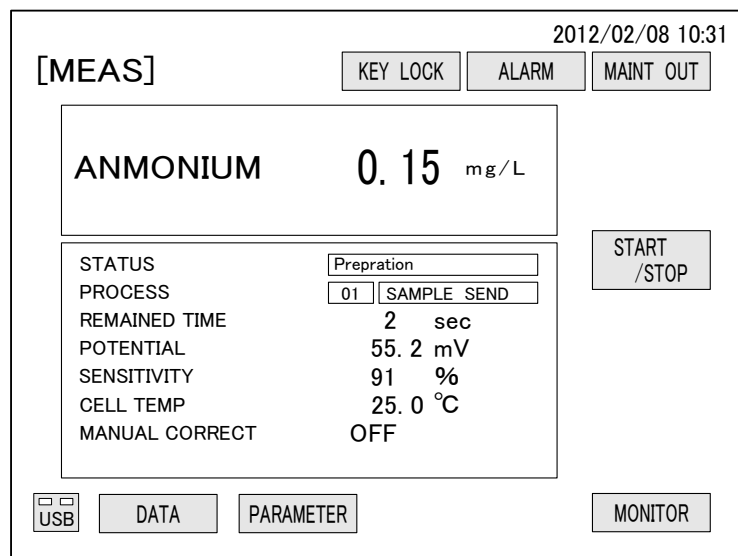 2012/02/08 10:31
[MEAS] KEY LOCK ALARM MAINT OUT
ANMONIUM 0.15 mg/L
START
/STOP
STATUS Prepration
PROCESS 01 SAMPLE SEND
REMAINED TIME 2 sec
POTENTIAL 55.2 mV
SENSITIVITY 91 %
CELL TEMP 25.0 ℃
MANUAL CORRECT OFF
USB DATA PARAMETER MONITOR